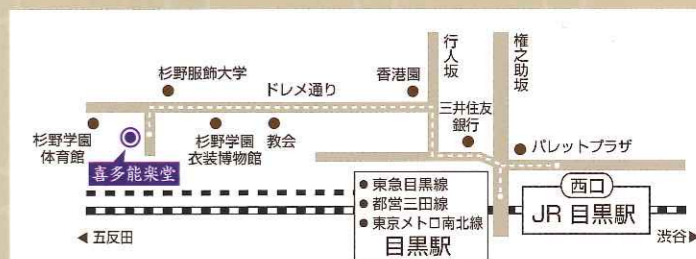 行人坂
権之助坂
杉野服飾大学
ドレメ通り
香港園
三井住友
銀行
杉野学園
体育館
喜多能楽堂
杉野学園
衣装博物館
教会
パレットプラザ
● 東急目黒線
● 都営三田線
● 東京メトロ南北線
目黒駅
西口
JR 目黒駅
◀ 五反田
渋谷▶